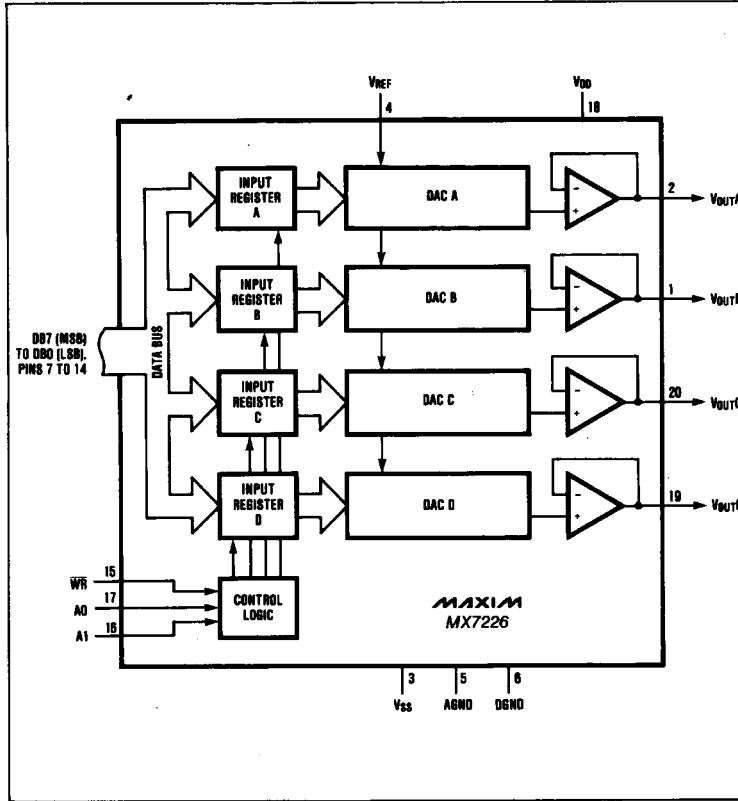 VREF
4
VDD
18
INPUT
REGISTER
A
DAC A
2
VOUTA
INPUT
REGISTER
B
DAC B
1
VOUTB
DB7 (MSB)
TO DB0 (LSB).
PINS 7 TO 14
DATA BUS
INPUT
REGISTER
C
DAC C
20
VOUTC
INPUT
REGISTER
D
DAC D
19
VOUT
WR
15
A0
17
A1
16
CONTROL
LOGIC
MAXIM
MX7226
3
5
6
VSS
AGND
DGND